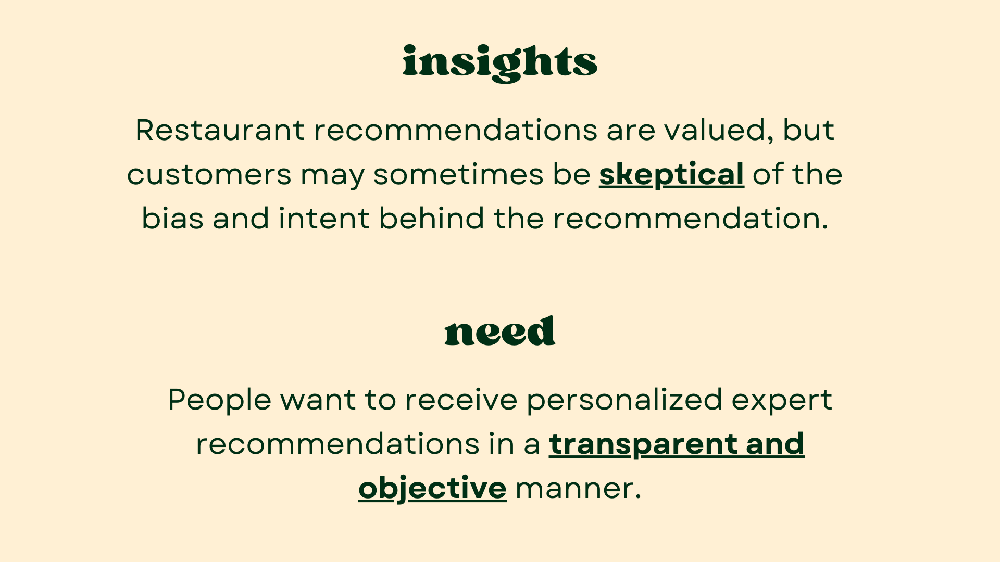 insights
Restaurant recommendations are valued, but
customers may sometimes be skeptical of the
bias and intent behind the recommendation.
need
People want to receive personalized expert
recommendations in a transparent and
objective manner.